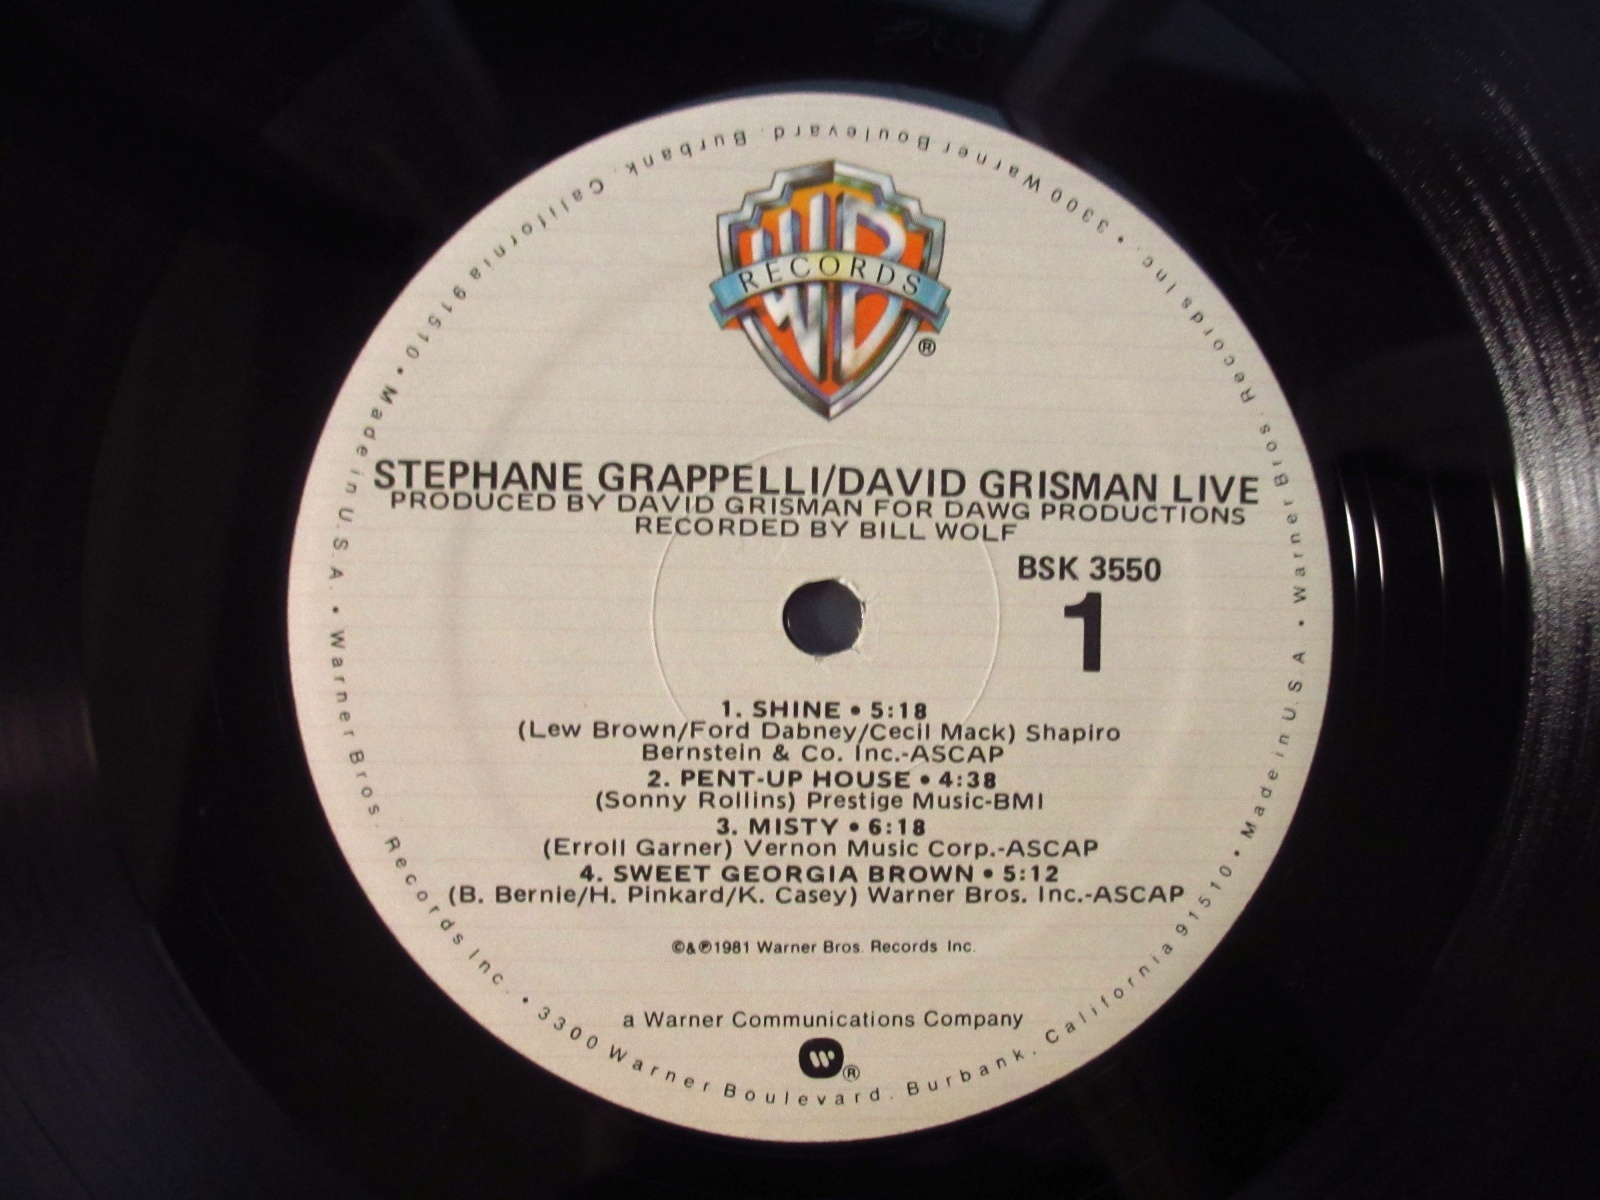 WB
RECORDS
®
STEPHANE GRAPPELLI/DAVID GRISMAN LIVE
PRODUCED BY DAVID GRISMAN FOR DAWG PRODUCTIONS
RECORDED BY BILL WOLF
BSK 3550
1
1. SHINE • 5:18
(Lew Brown/Ford Dabney/Cecil Mack) Shapiro
Bernstein & Co. Inc.-ASCAP
2. PENT-UP HOUSE • 4:38
(Sonny Rollins) Prestige Music-BMI
3. MISTY • 6:18
(Erroll Garner) Vernon Music Corp.-ASCAP
4. SWEET GEORGIA BROWN • 5:12
(B. Bernie/H. Pinkard/K. Casey) Warner Bros. Inc.-ASCAP
©&℗1981 Warner Bros. Records Inc.
a Warner Communications Company
W®
Made in U.S.A. • Warner Bros. Records Inc. • 3300 Warner Boulevard. Burbank. California 91510 • Made in U.S.A. • Warner Bros. Records Inc. • 3300 Warner Boulevard. Burbank. California 91510 •